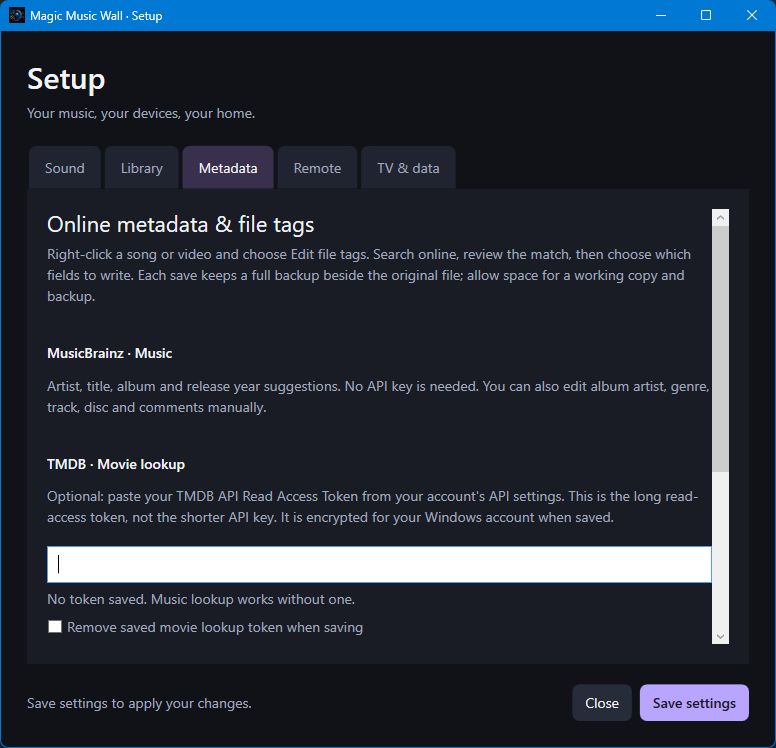 Magic Music Wall · Setup
Setup
Your music, your devices, your home.
Sound
Library
Metadata
Remote
TV & data
Online metadata & file tags
Right-click a song or video and choose Edit file tags. Search online, review the match, then choose which
fields to write. Each save keeps a full backup beside the original file; allow space for a working copy and
backup.
MusicBrainz · Music
Artist, title, album and release year suggestions. No API key is needed. You can also edit album artist, genre,
track, disc and comments manually.
TMDB · Movie lookup
Optional: paste your TMDB API Read Access Token from your account's API settings. This is the long read-
access token, not the shorter API key. It is encrypted for your Windows account when saved.
No token saved. Music lookup works without one.
Remove saved movie lookup token when saving
Save settings to apply your changes.
Close
Save settings